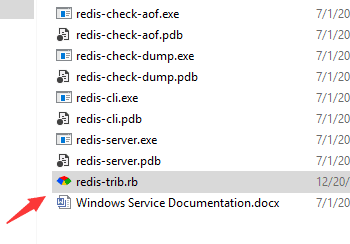 redis-check-aof.exe 7/1/20
redis-check-aof.pdb 7/1/20
redis-check-dump.exe 7/1/20
redis-check-dump.pdb 7/1/20
redis-cli.exe 7/1/20
redis-cli.pdb 7/1/20
redis-server.exe 7/1/20
redis-server.pdb 7/1/20
redis-trib.rb 12/20/
Windows Service Documentation.docx 7/1/20